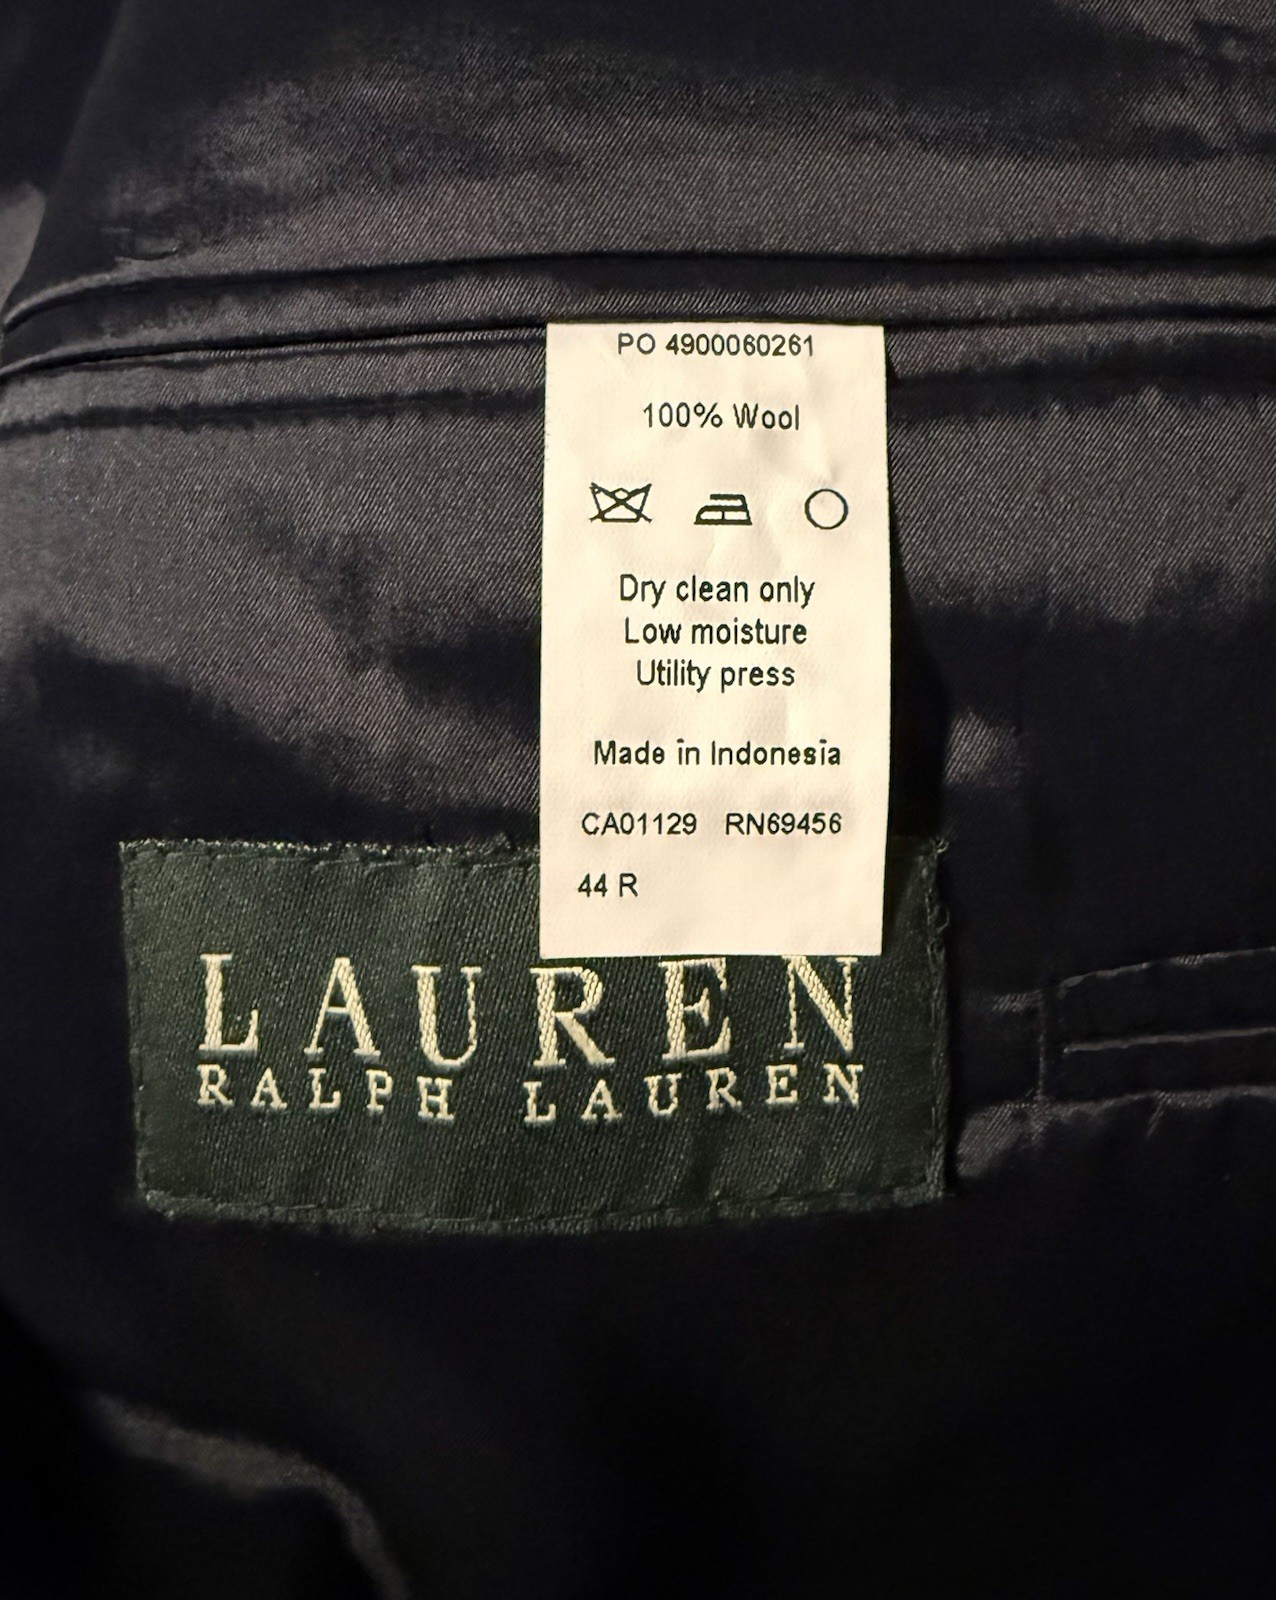 PO 4900060261
100% Wool
Dry clean only
Low moisture
Utility press
Made in Indonesia
CA01129 RN69456
44 R
LAUREN
RALPH LAUREN